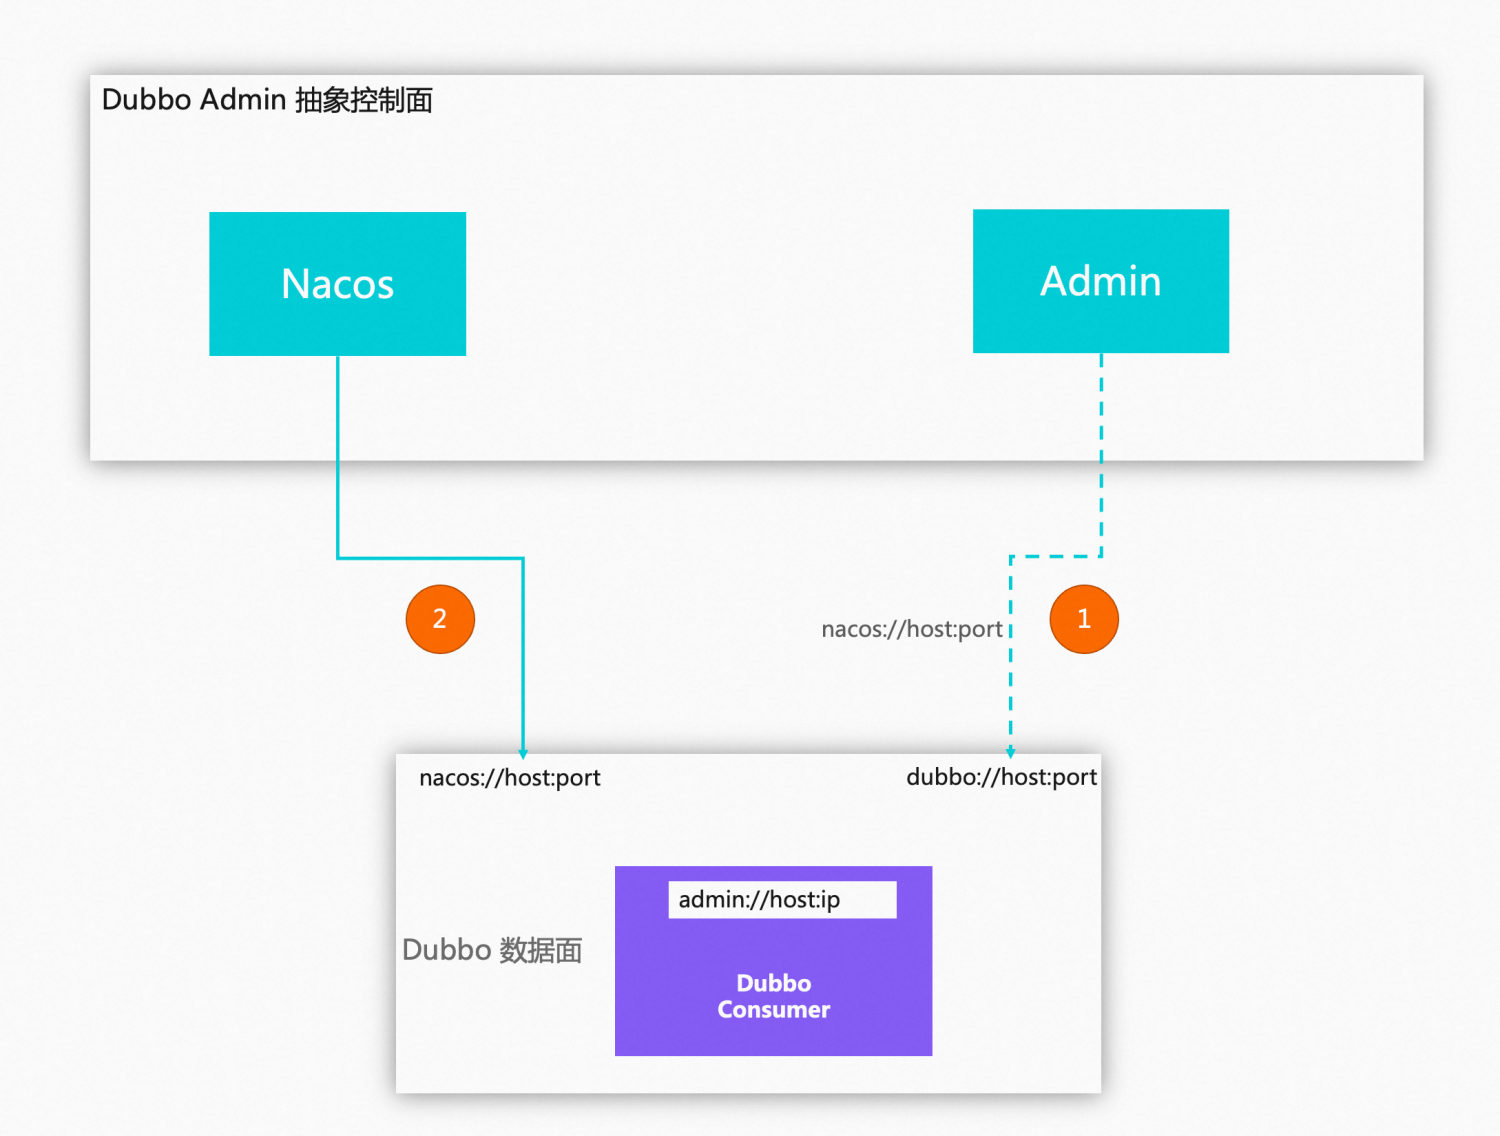 Dubbo Admin 抽象控制面
Nacos
Admin
2
nacos://host:port
1
nacos://host:port
dubbo://host:port
admin://host:ip
Dubbo 数据面
Dubbo
Consumer